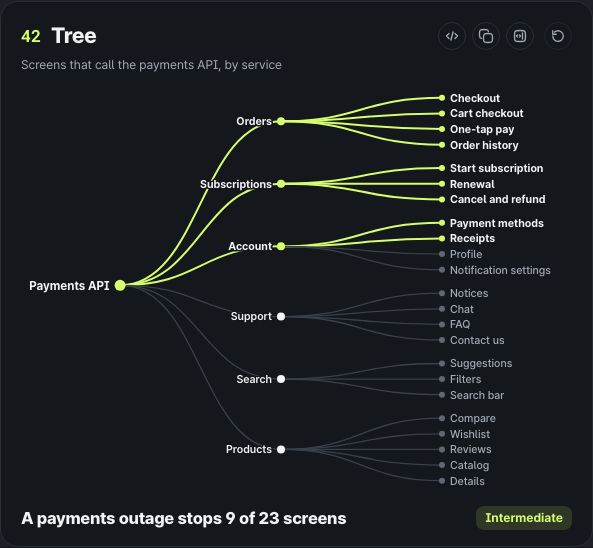 42 Tree
Screens that call the payments API, by service
Checkout
Cart checkout
Orders
One-tap pay
Order history
Start subscription
Subscriptions
Renewal
Cancel and refund
Payment methods
Receipts
Account
Profile
Notification settings
Payments API
Notices
Chat
Support
FAQ
Contact us
Suggestions
Search
Filters
Search bar
Compare
Wishlist
Products
Reviews
Catalog
Details
A payments outage stops 9 of 23 screens
Intermediate